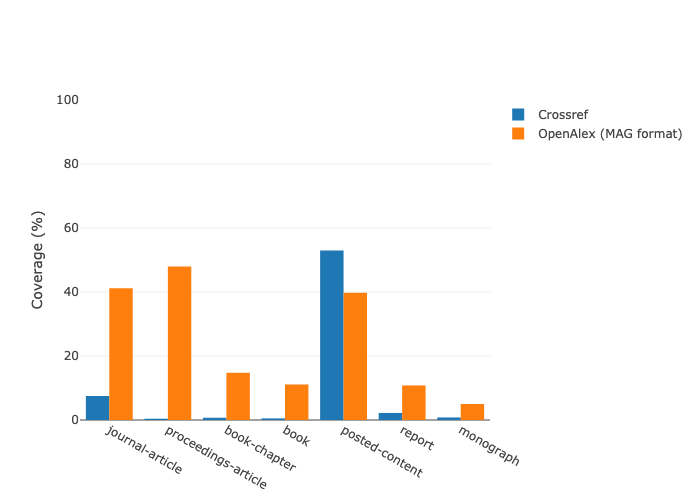 100
80
60
40
20
0
Coverage (%)
journal-article
proceedings-article
book-chapter
book
posted-content
report
monograph
Crossref
OpenAlex (MAG format)